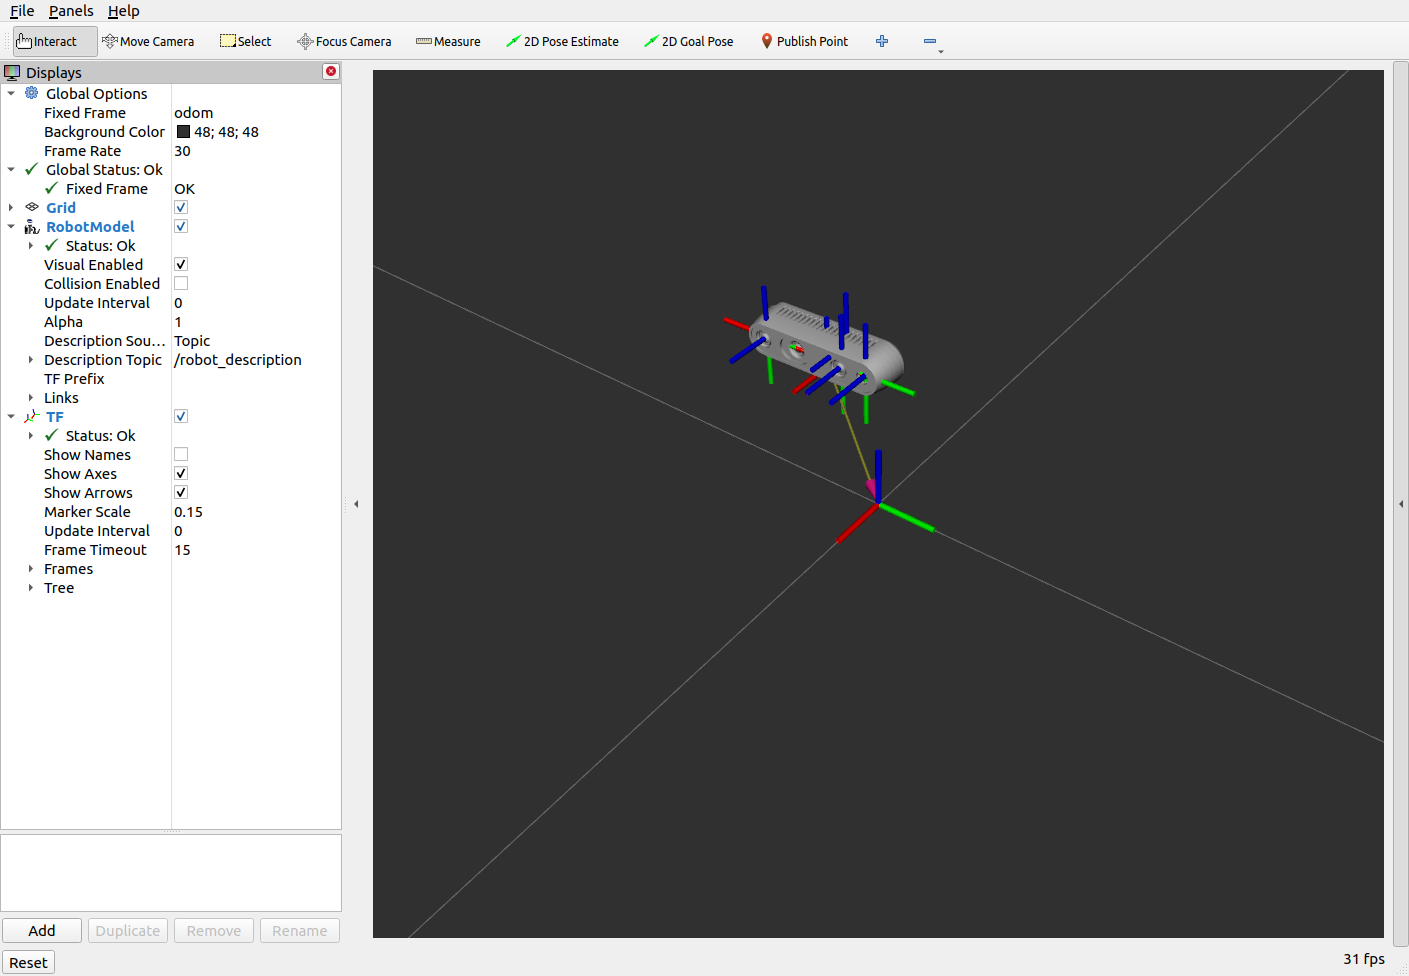 File Panels Help
Interact Move Camera Select Focus Camera Measure 2D Pose Estimate 2D Goal Pose Publish Point
Displays
Global Options
Fixed Frame odom
Background Color 48; 48; 48
Frame Rate 30
Global Status: Ok
Fixed Frame OK
Grid
RobotModel
Status: Ok
Visual Enabled
Collision Enabled
Update Interval 0
Alpha 1
Description Sou... Topic
Description Topic /robot_description
TF Prefix
Links
TF
Status: Ok
Show Names
Show Axes
Show Arrows
Marker Scale 0.15
Update Interval 0
Frame Timeout 15
Frames
Tree
Add Duplicate Remove Rename
Reset
31 fps